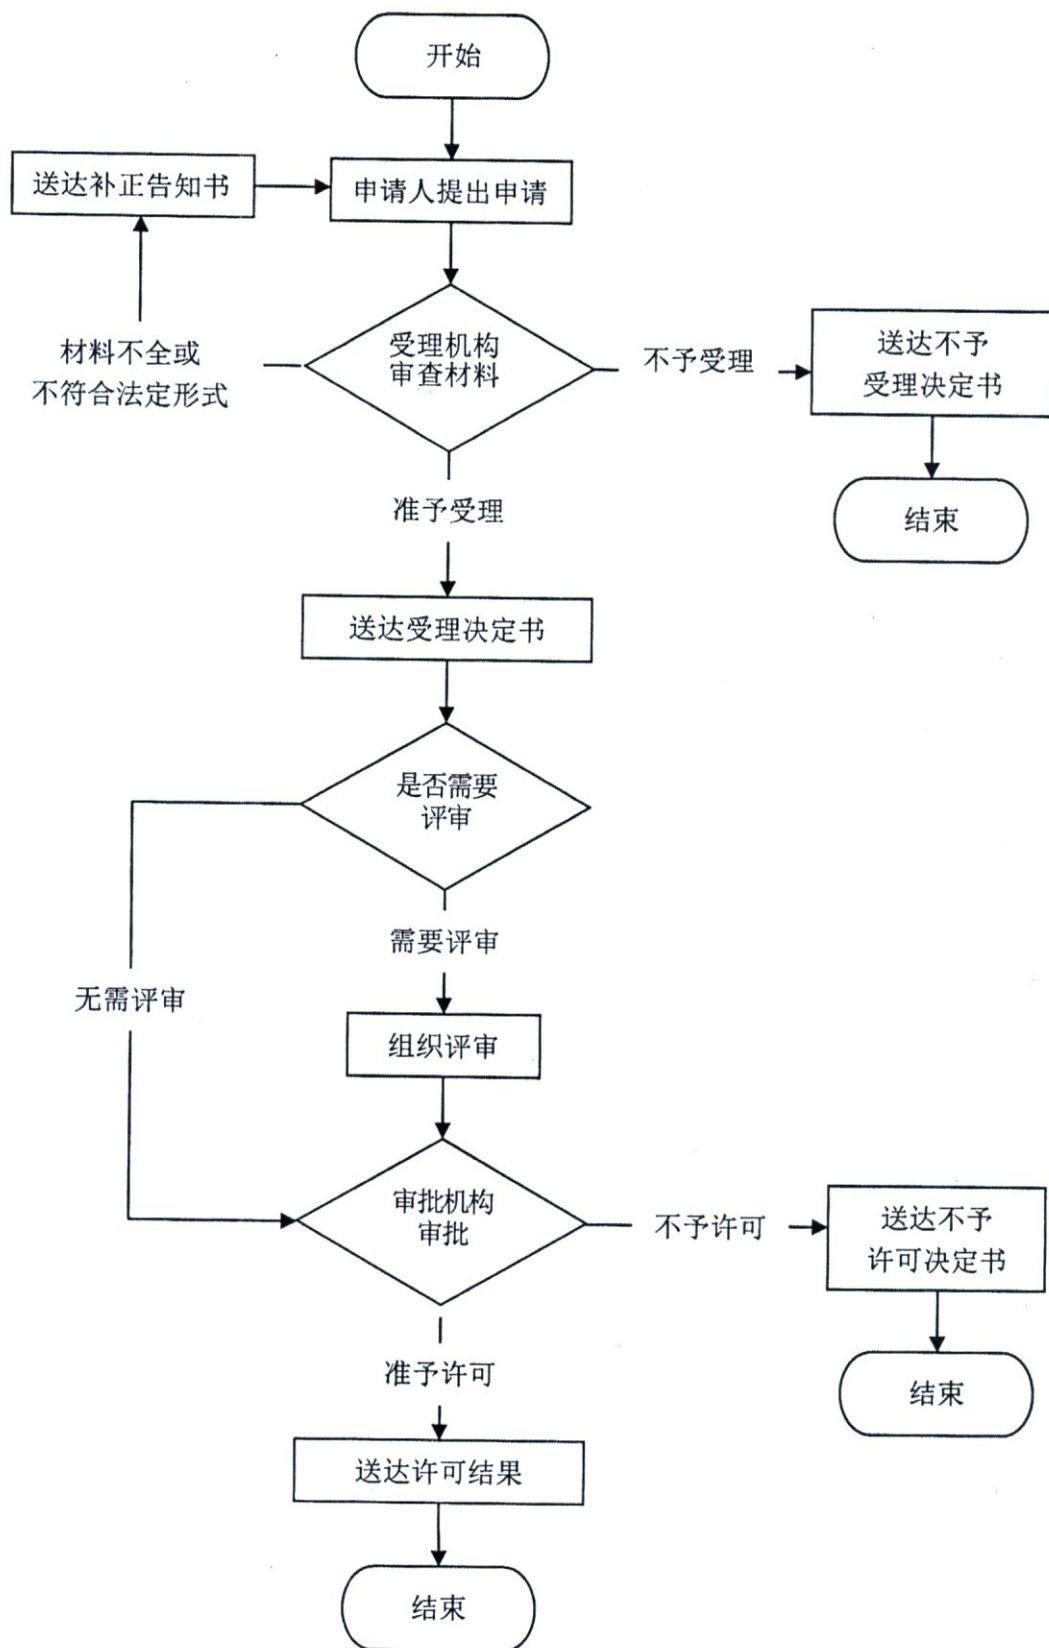 开始
送达补正告知书
申请人提出申请
材料不全或
不符合法定形式
受理机构
审查材料
不予受理
送达不予
受理决定书
结束
准予受理
送达受理决定书
是否需要
评审
需要评审
无需评审
组织评审
审批机构
审批
不予许可
送达不予
许可决定书
结束
准予许可
送达许可结果
结束